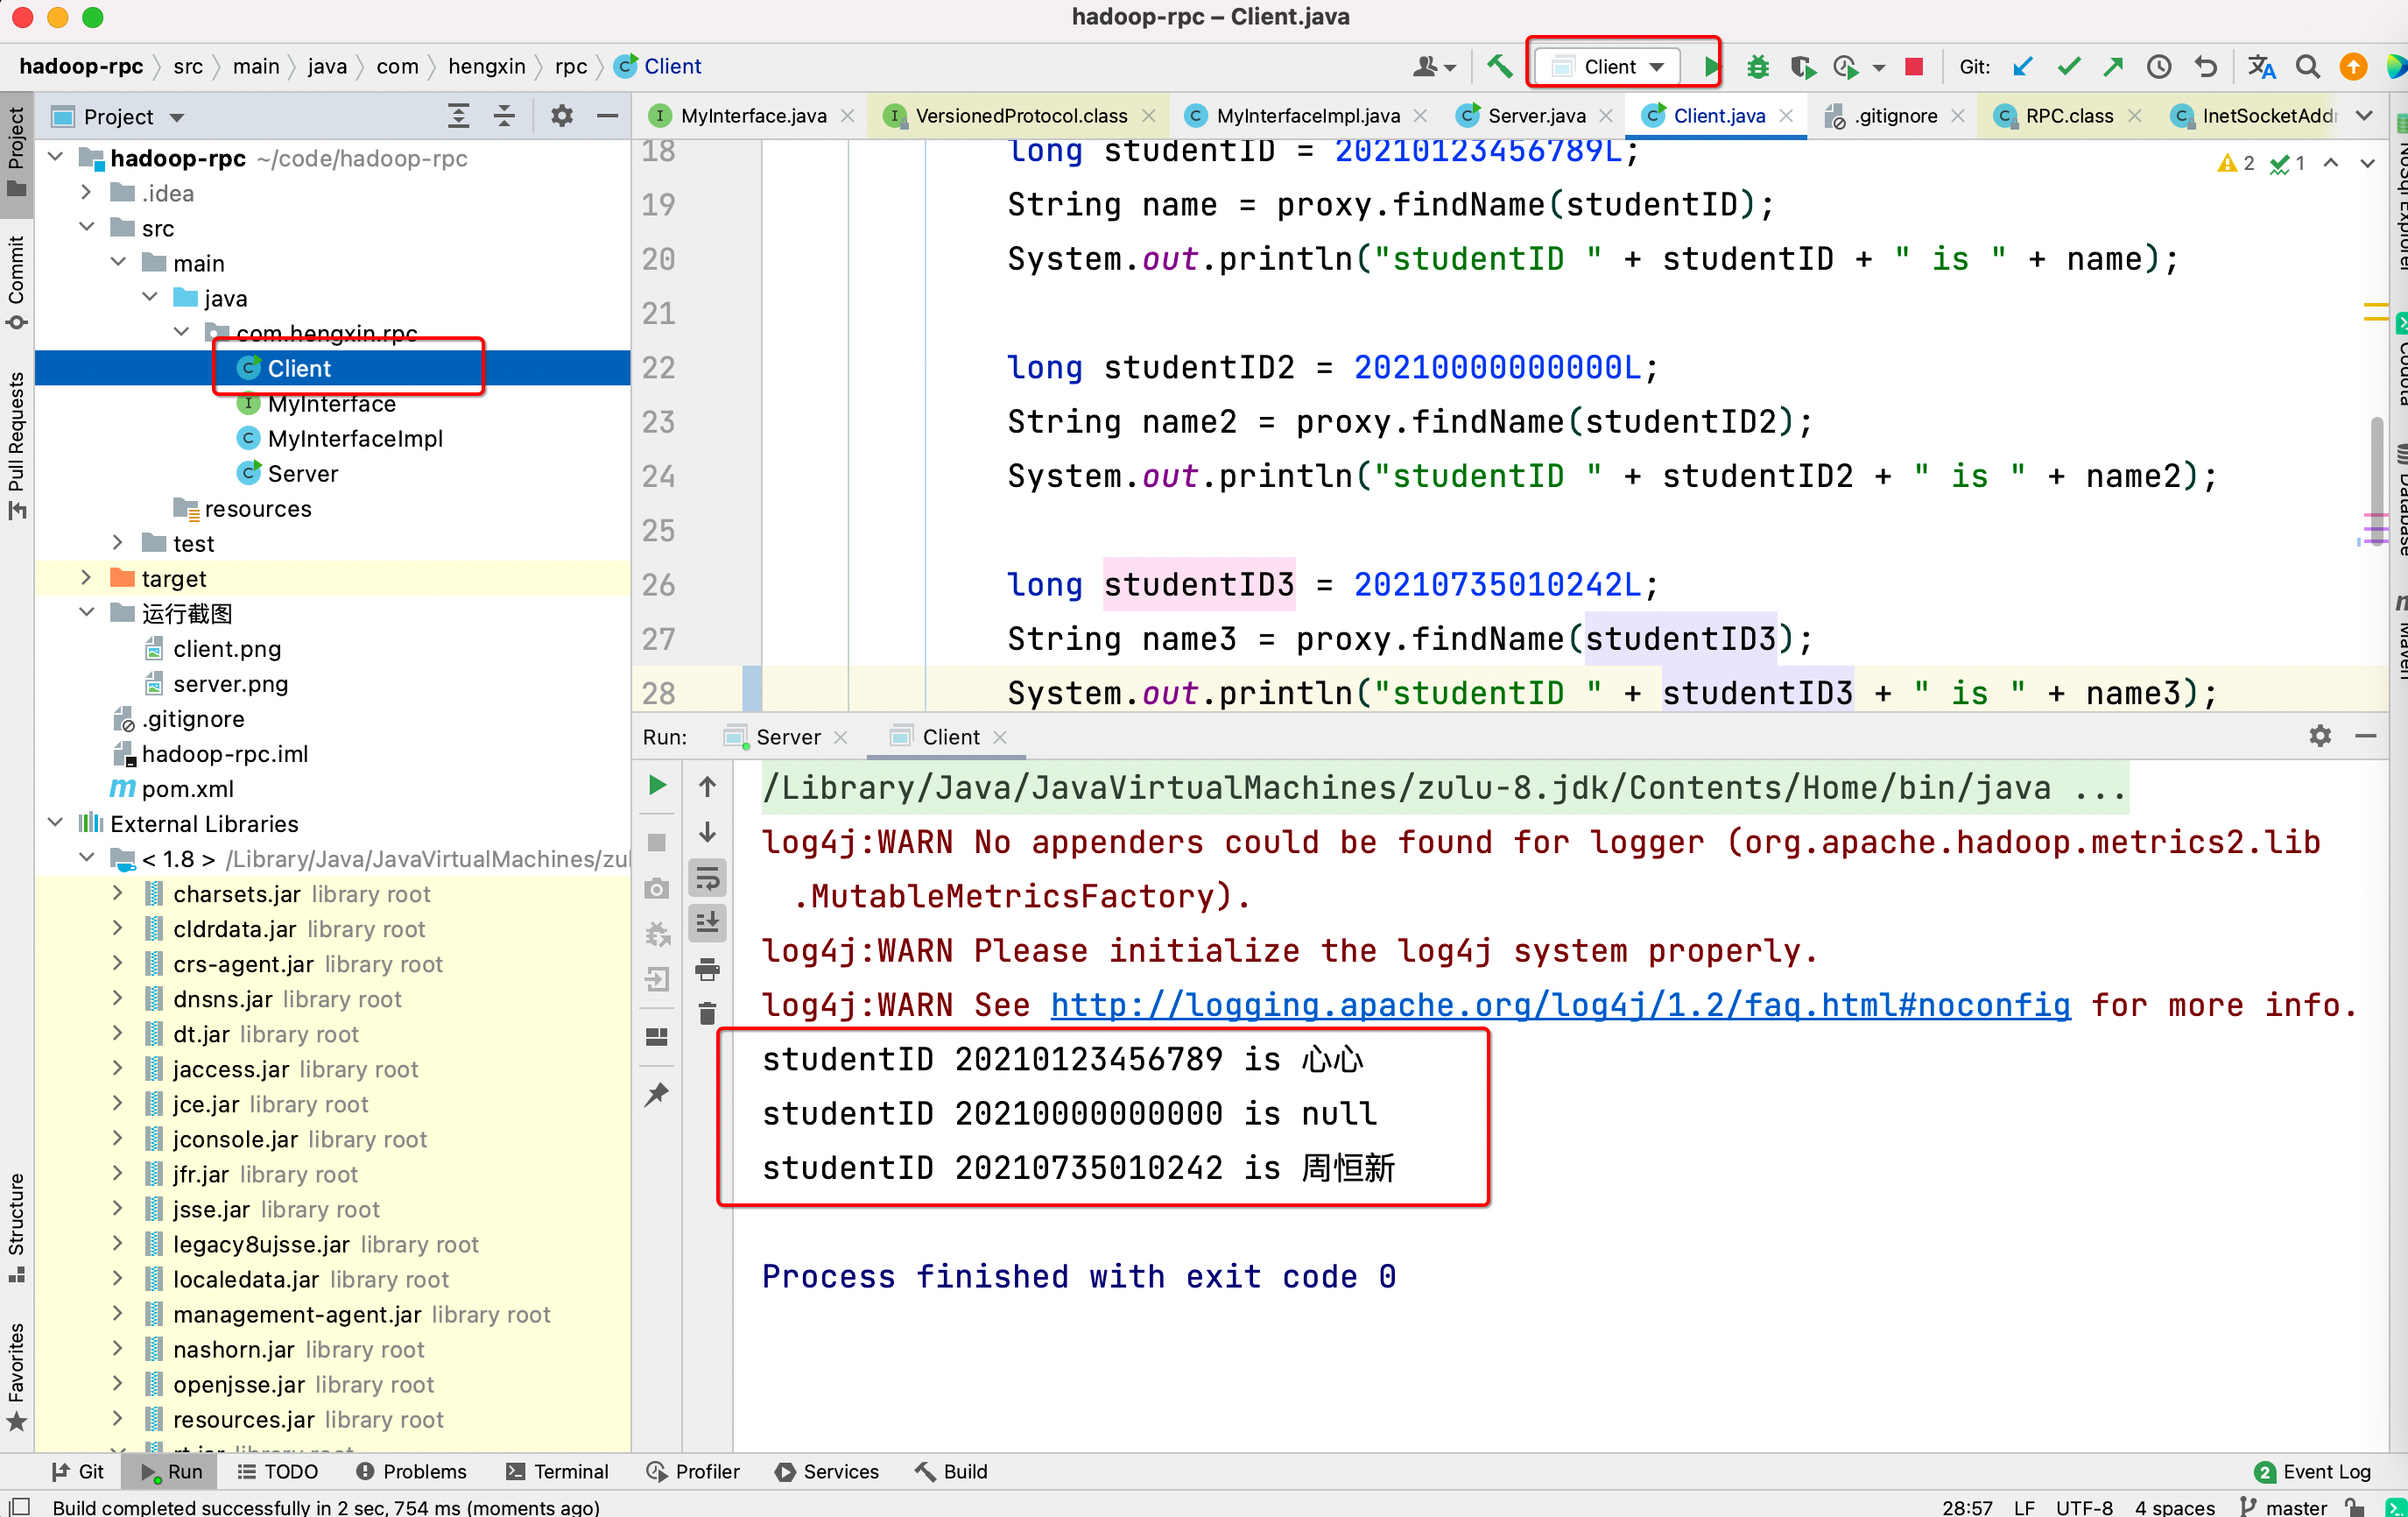 hadoop-rpc – Client.java
hadoop-rpc src main java com hengxin rpc Client
Client
Git:
Project
MyInterface.java
VersionedProtocol.class
MyInterfaceImpl.java
Server.java
Client.java
.gitignore
RPC.class
InetSocketAddr
Project
Commit
Pull Requests
Structure
Favorites
hadoop-rpc ~/code/hadoop-rpc
.idea
src
main
java
com.hengxin.rpc
Client
MyInterface
MyInterfaceImpl
Server
resources
test
target
运行截图
client.png
server.png
.gitignore
hadoop-rpc.iml
pom.xml
External Libraries
< 1.8 > /Library/Java/JavaVirtualMachines/zul
charsets.jar library root
cldrdata.jar library root
crs-agent.jar library root
dnsns.jar library root
dt.jar library root
jaccess.jar library root
jce.jar library root
jconsole.jar library root
jfr.jar library root
jsse.jar library root
legacy8ujsse.jar library root
localedata.jar library root
management-agent.jar library root
nashorn.jar library root
openjsse.jar library root
resources.jar library root
rt.jar library root
2 1
18 long studentID = 20210123456789L;
19 String name = proxy.findName(studentID);
20 System.out.println("studentID " + studentID + " is " + name);
21
22 long studentID2 = 20210000000000L;
23 String name2 = proxy.findName(studentID2);
24 System.out.println("studentID " + studentID2 + " is " + name2);
25
26 long studentID3 = 20210735010242L;
27 String name3 = proxy.findName(studentID3);
28 System.out.println("studentID " + studentID3 + " is " + name3);
NoSql Explorer
Codota
Database
Maven
Run: Server Client
/Library/Java/JavaVirtualMachines/zulu-8.jdk/Contents/Home/bin/java ...
log4j:WARN No appenders could be found for logger (org.apache.hadoop.metrics2.lib
.MutableMetricsFactory).
log4j:WARN Please initialize the log4j system properly.
log4j:WARN See http://logging.apache.org/log4j/1.2/faq.html#noconfig for more info.
studentID 20210123456789 is 心心
studentID 20210000000000 is null
studentID 20210735010242 is 周恒新
Process finished with exit code 0
Git Run TODO Problems Terminal Profiler Services Build
2 Event Log
Build completed successfully in 2 sec, 754 ms (moments ago)
28:57 LF UTF-8 4 spaces master